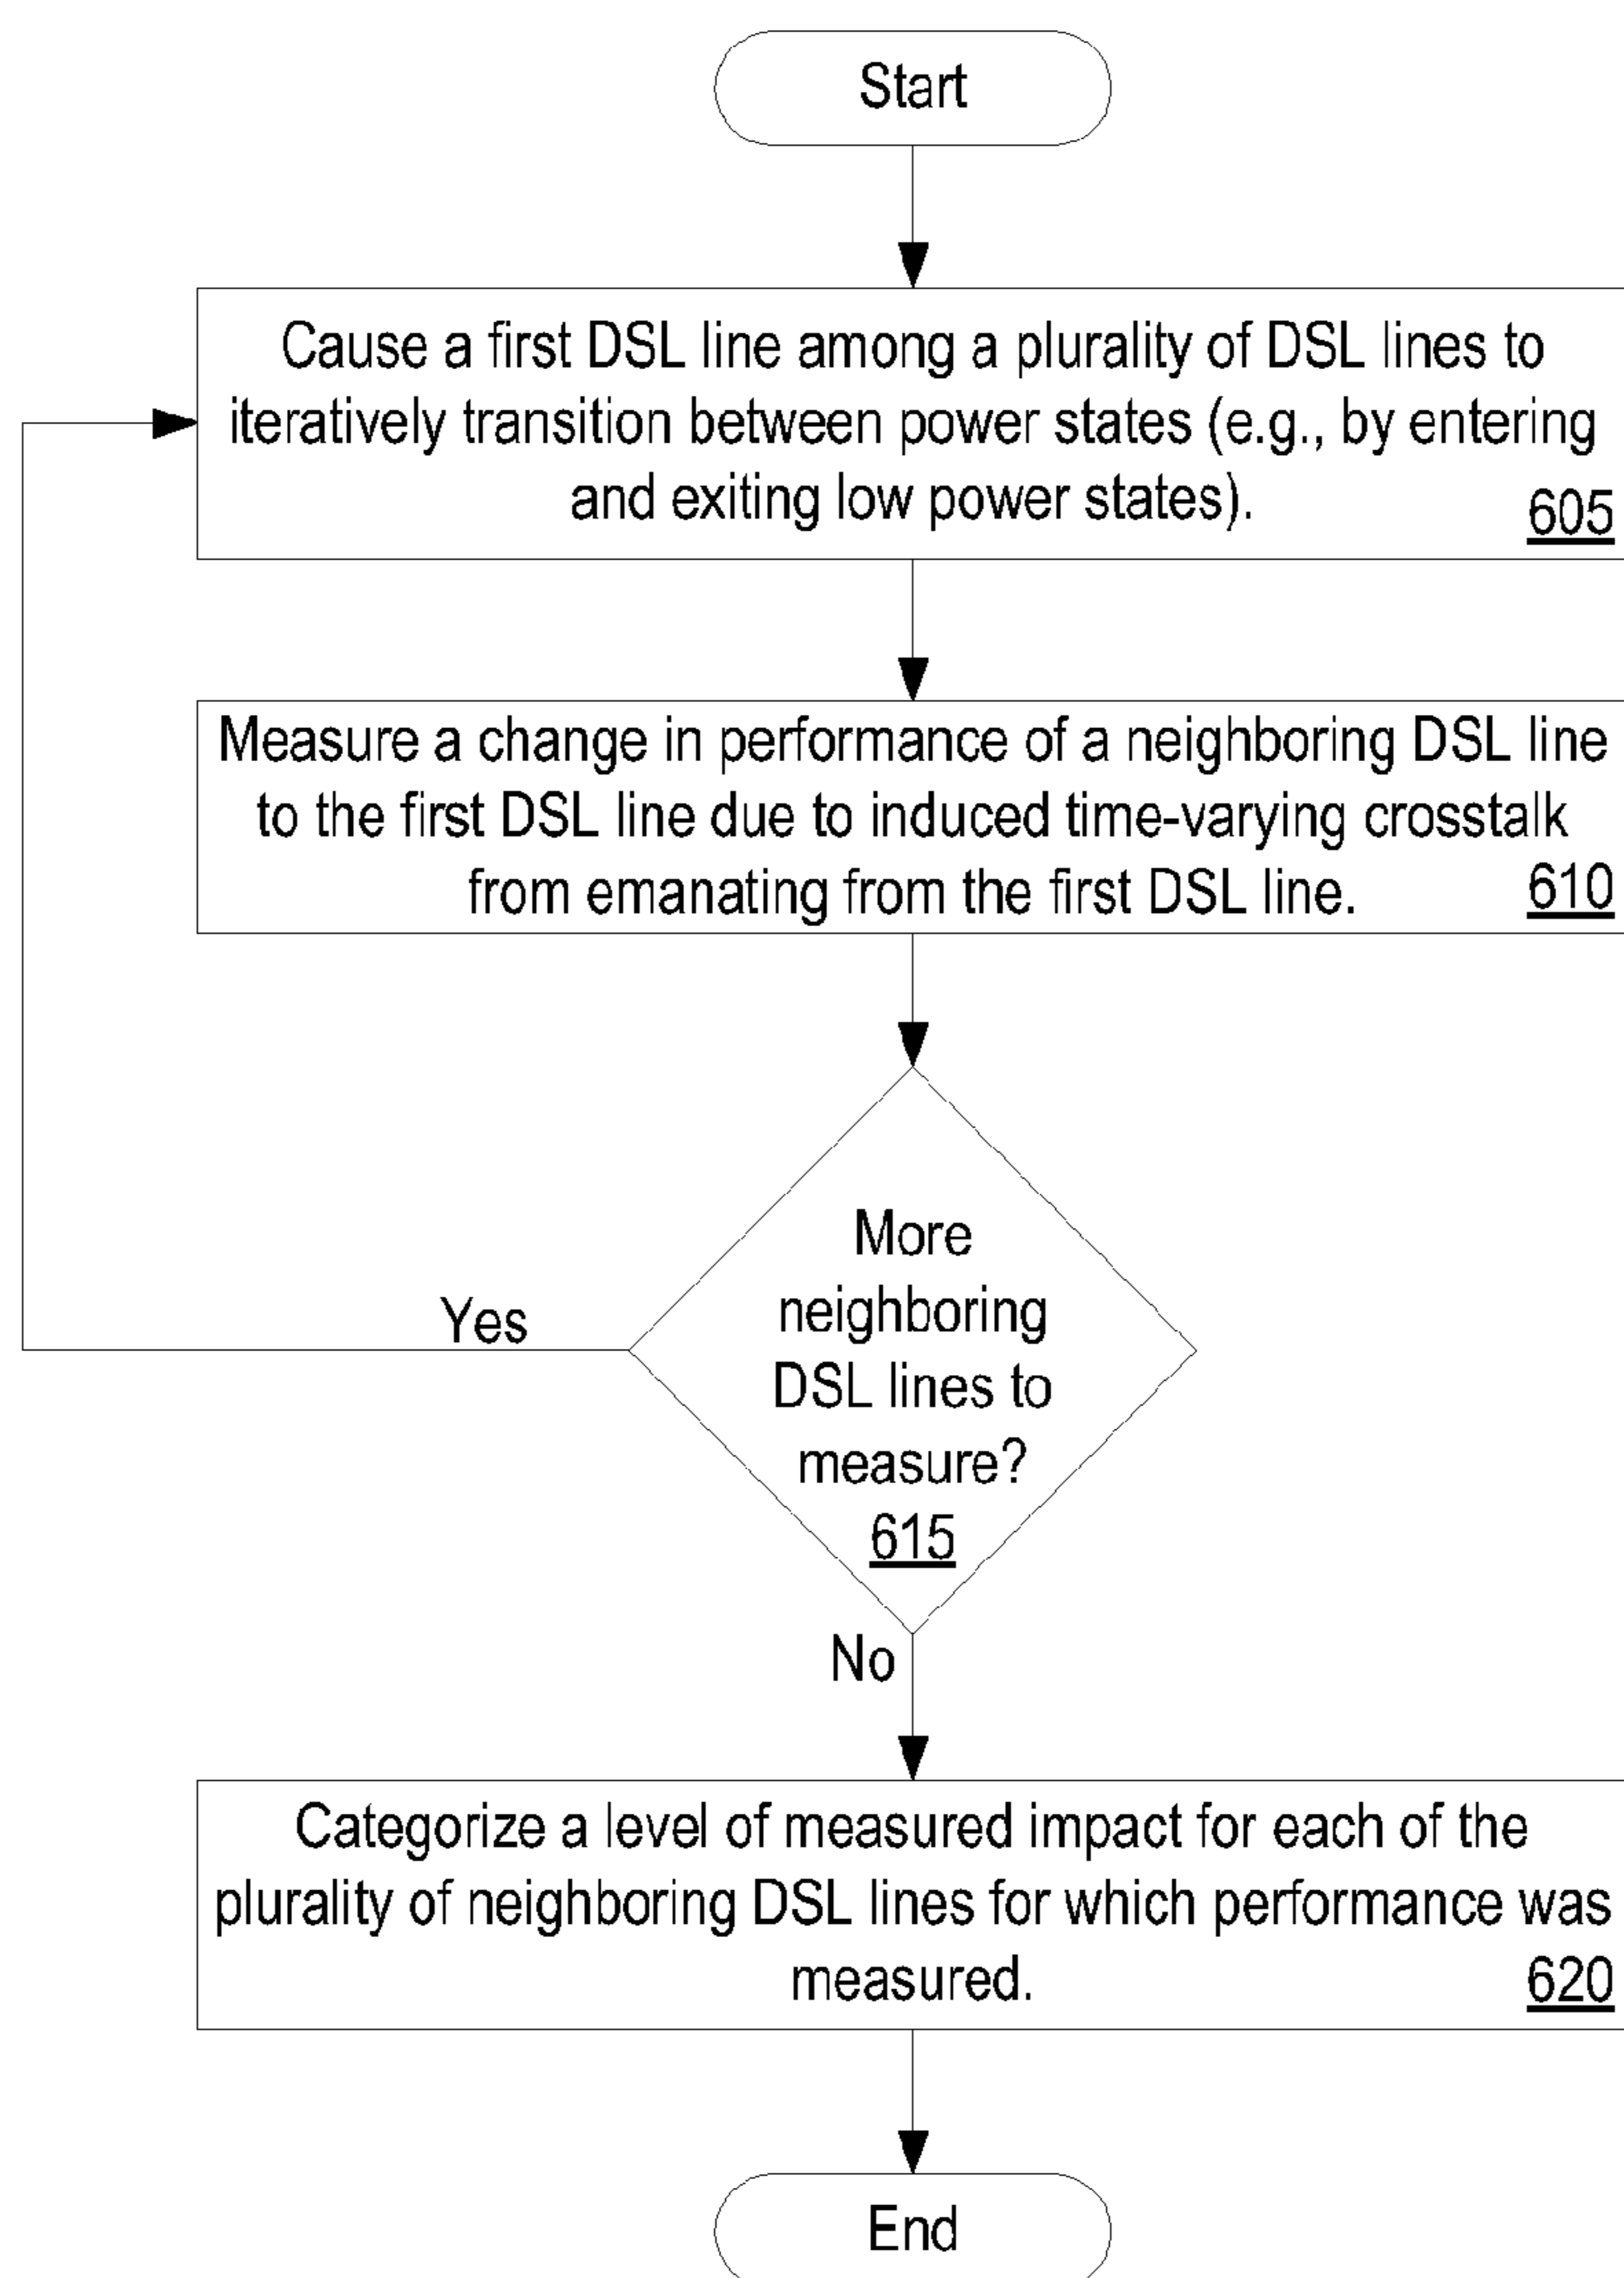 Start
Cause a first DSL line among a plurality of DSL lines to
iteratively transition between power states (e.g., by entering
and exiting low power states).
605
Measure a change in performance of a neighboring DSL line
to the first DSL line due to induced time-varying crosstalk
from emanating from the first DSL line.
610
More
neighboring
DSL lines to
measure?
615
Yes
No
Categorize a level of measured impact for each of the
plurality of neighboring DSL lines for which performance was
measured.
620
End